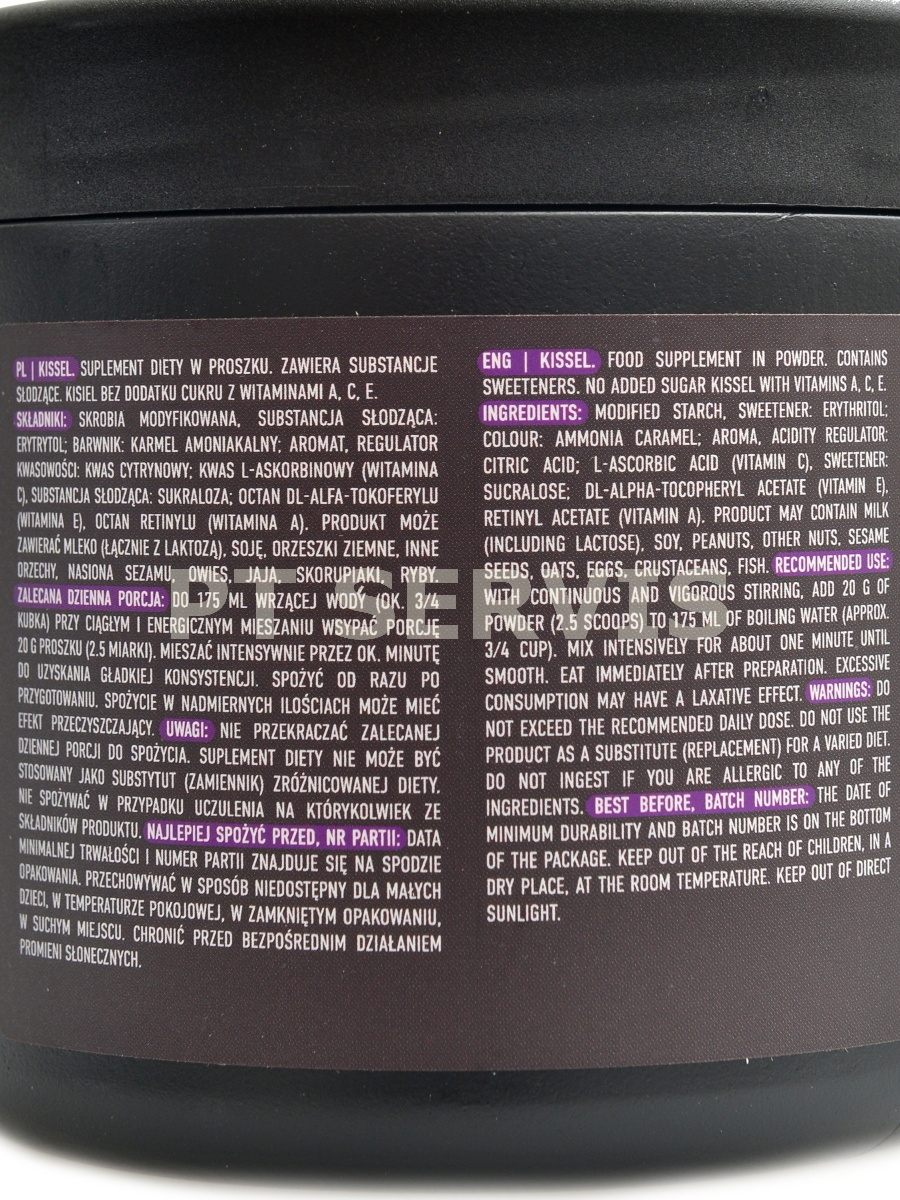 PL | KISSEL. SUPLEMENT DIETY W PROSZKU. ZAWIERA SUBSTANCJE
SŁODZĄCE. KISIEL BEZ DODATKU CUKRU Z WITAMINAMI A, C, E.
SKŁADNIKI: SKROBIA MODYFIKOWANA, SUBSTANCJA SŁODZĄCA:
ERYTRYTOL; BARWNIK: KARMEL AMONIAKALNY; AROMAT, REGULATOR
KWASOWOŚCI: KWAS CYTRYNOWY; KWAS L-ASKORBINOWY (WITAMINA
C), SUBSTANCJA SŁODZĄCA: SUKRALOZA; OCTAN DL-ALFA-TOKOFERYLU
(WITAMINA E), OCTAN RETINYLU (WITAMINA A). PRODUKT MOŻE
ZAWIERAĆ MLEKO (ŁĄCZNIE Z LAKTOZĄ), SOJĘ, ORZESZKI ZIEMNE, INNE
ORZECHY, NASIONA SEZAMU, OWIES, JAJA, SKORUPIAKI, RYBY.
ZALECANA DZIENNA PORCJA: DO 175 ML WRZĄCEJ WODY (OK. 3/4
KUBKA) PRZY CIĄGŁYM I ENERGICZNYM MIESZANIU WSYPAĆ PORCJĘ
20 G PROSZKU (2.5 MIARKI). MIESZAĆ INTENSYWNIE PRZEZ OK. MINUTĘ
DO UZYSKANIA GŁADKIEJ KONSYSTENCJI. SPOŻYĆ OD RAZU PO
PRZYGOTOWANIU. SPOŻYCIE W NADMIERNYCH ILOŚCIACH MOŻE MIEĆ
EFEKT PRZECZYSZCZAJĄCY. UWAGI: NIE PRZEKRACZAĆ ZALECANEJ
DZIENNEJ PORCJI DO SPOŻYCIA. SUPLEMENT DIETY NIE MOŻE BYĆ
STOSOWANY JAKO SUBSTYTUT (ZAMIENNIK) ZRÓŻNICOWANEJ DIETY.
NIE SPOŻYWAĆ W PRZYPADKU UCZULENIA NA KTÓRYKOLWIEK ZE
SKŁADNIKÓW PRODUKTU. NAJLEPIEJ SPOŻYĆ PRZED, NR PARTII: DATA
MINIMALNEJ TRWAŁOŚCI I NUMER PARTII ZNAJDUJE SIĘ NA SPODZIE
OPAKOWANIA. PRZECHOWYWAĆ W SPOSÓB NIEDOSTĘPNY DLA MAŁYCH
DZIECI, W TEMPERATURZE POKOJOWEJ, W ZAMKNIĘTYM OPAKOWANIU,
W SUCHYM MIEJSCU. CHRONIĆ PRZED BEZPOŚREDNIM DZIAŁANIEM
PROMIENI SŁONECZNYCH.
ENG | KISSEL. FOOD SUPPLEMENT IN POWDER. CONTAINS
SWEETENERS. NO ADDED SUGAR KISSEL WITH VITAMINS A, C, E.
INGREDIENTS: MODIFIED STARCH, SWEETENER: ERYTHRITOL;
COLOUR: AMMONIA CARAMEL; AROMA, ACIDITY REGULATOR:
CITRIC ACID; L-ASCORBIC ACID (VITAMIN C), SWEETENER:
SUCRALOSE; DL-ALPHA-TOCOPHERYL ACETATE (VITAMIN E),
RETINYL ACETATE (VITAMIN A). PRODUCT MAY CONTAIN MILK
(INCLUDING LACTOSE), SOY, PEANUTS, OTHER NUTS, SESAME
SEEDS, OATS, EGGS, CRUSTACEANS, FISH. RECOMMENDED USE:
WITH CONTINUOUS AND VIGOROUS STIRRING, ADD 20 G OF
POWDER (2.5 SCOOPS) TO 175 ML OF BOILING WATER (APPROX.
3/4 CUP). MIX INTENSIVELY FOR ABOUT ONE MINUTE UNTIL
SMOOTH. EAT IMMEDIATELY AFTER PREPARATION. EXCESSIVE
CONSUMPTION MAY HAVE A LAXATIVE EFFECT. WARNINGS: DO
NOT EXCEED THE RECOMMENDED DAILY DOSE. DO NOT USE THE
PRODUCT AS A SUBSTITUTE (REPLACEMENT) FOR A VARIED DIET.
DO NOT INGEST IF YOU ARE ALLERGIC TO ANY OF THE
INGREDIENTS. BEST BEFORE, BATCH NUMBER: THE DATE OF
MINIMUM DURABILITY AND BATCH NUMBER IS ON THE BOTTOM
OF THE PACKAGE. KEEP OUT OF THE REACH OF CHILDREN, IN A
DRY PLACE, AT THE ROOM TEMPERATURE. KEEP OUT OF DIRECT
SUNLIGHT.
PT SERVIS